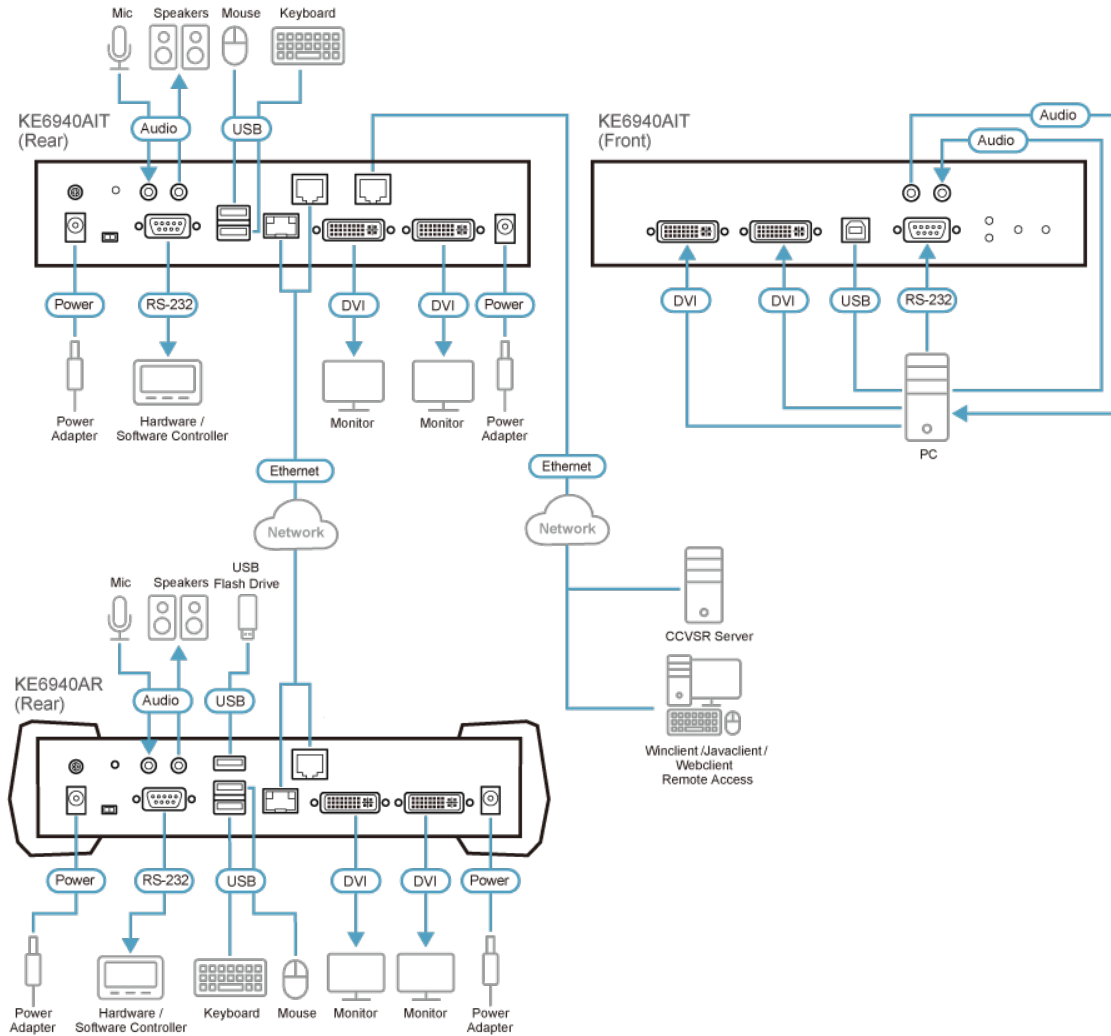 Mic Speakers Mouse Keyboard
KE6940AIT
(Rear)
Audio
USB
KE6940AIT
(Front)
Audio
Audio
Power
RS-232
DVI
DVI
Power
DVI
DVI
USB
RS-232
Power
Adapter
Hardware /
Software Controller
Monitor
Monitor
Power
Adapter
PC
Ethernet
Network
Ethernet
Network
CCVSR Server
Winclient /Javaclient /
Webclient
Remote Access
Mic
Speakers
USB
Flash Drive
KE6940AR
(Rear)
Audio
USB
Power
RS-232
USB
DVI
DVI
Power
Power
Adapter
Hardware /
Software Controller
Keyboard
Mouse
Monitor
Monitor
Power
Adapter